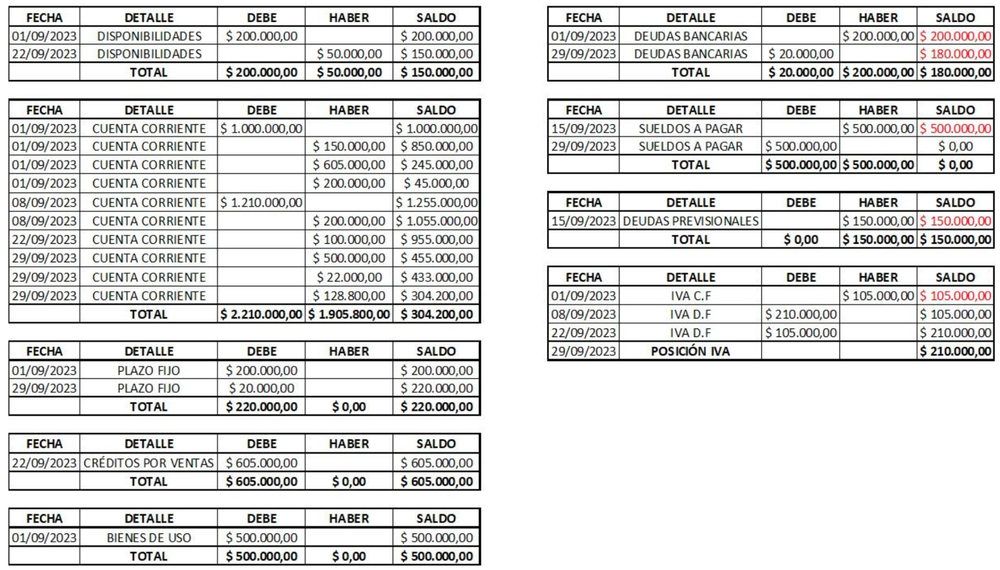 FECHA DETALLE DEBE HABER SALDO
01/09/2023 DISPONIBILIDADES $ 200.000,00 $ 200.000,00
22/09/2023 DISPONIBILIDADES $ 50.000,00 $ 150.000,00
TOTAL $ 200.000,00 $ 50.000,00 $ 150.000,00
FECHA DETALLE DEBE HABER SALDO
01/09/2023 CUENTA CORRIENTE $ 1.000.000,00 $ 1.000.000,00
01/09/2023 CUENTA CORRIENTE $ 150.000,00 $ 850.000,00
01/09/2023 CUENTA CORRIENTE $ 605.000,00 $ 245.000,00
01/09/2023 CUENTA CORRIENTE $ 200.000,00 $ 45.000,00
08/09/2023 CUENTA CORRIENTE $ 1.210.000,00 $ 1.255.000,00
08/09/2023 CUENTA CORRIENTE $ 200.000,00 $ 1.055.000,00
22/09/2023 CUENTA CORRIENTE $ 100.000,00 $ 955.000,00
29/09/2023 CUENTA CORRIENTE $ 500.000,00 $ 455.000,00
29/09/2023 CUENTA CORRIENTE $ 22.000,00 $ 433.000,00
29/09/2023 CUENTA CORRIENTE $ 128.800,00 $ 304.200,00
TOTAL $ 2.210.000,00 $ 1.905.800,00 $ 304.200,00
FECHA DETALLE DEBE HABER SALDO
01/09/2023 PLAZO FIJO $ 200.000,00 $ 200.000,00
29/09/2023 PLAZO FIJO $ 20.000,00 $ 220.000,00
TOTAL $ 220.000,00 $ 0,00 $ 220.000,00
FECHA DETALLE DEBE HABER SALDO
22/09/2023 CRÉDITOS POR VENTAS $ 605.000,00 $ 605.000,00
TOTAL $ 605.000,00 $ 0,00 $ 605.000,00
FECHA DETALLE DEBE HABER SALDO
01/09/2023 BIENES DE USO $ 500.000,00 $ 500.000,00
TOTAL $ 500.000,00 $ 0,00 $ 500.000,00
FECHA DETALLE DEBE HABER SALDO
01/09/2023 DEUDAS BANCARIAS $ 200.000,00 $ 200.000,00
29/09/2023 DEUDAS BANCARIAS $ 20.000,00 $ 180.000,00
TOTAL $ 20.000,00 $ 200.000,00 $ 180.000,00
FECHA DETALLE DEBE HABER SALDO
15/09/2023 SUELDOS A PAGAR $ 500.000,00 $ 500.000,00
29/09/2023 SUELDOS A PAGAR $ 500.000,00 $ 0,00
TOTAL $ 500.000,00 $ 500.000,00 $ 0,00
FECHA DETALLE DEBE HABER SALDO
15/09/2023 DEUDAS PREVISIONALES $ 150.000,00 $ 150.000,00
TOTAL $ 0,00 $ 150.000,00 $ 150.000,00
FECHA DETALLE DEBE HABER SALDO
01/09/2023 IVA C.F $ 105.000,00 $ 105.000,00
08/09/2023 IVA D.F $ 210.000,00 $ 105.000,00
22/09/2023 IVA D.F $ 105.000,00 $ 210.000,00
29/09/2023 POSICIÓN IVA $ 210.000,00